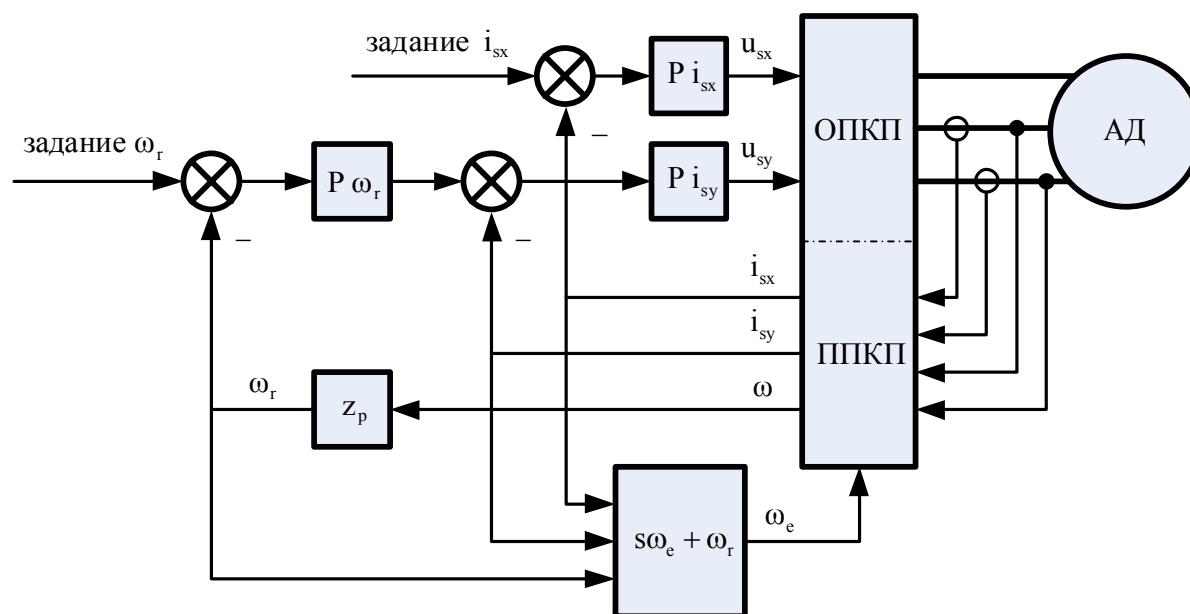 задание i_sx
P i_sx
u_sx
ОПКП
АД
задание ω_r
P ω_r
P i_sy
u_sy
–
–
–
i_sx
i_sy
ППКП
ω_r
z_p
ω
sω_e + ω_r
ω_e